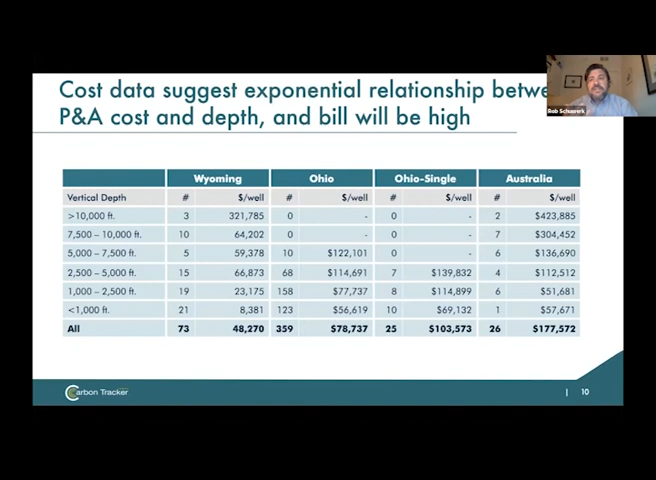 Cost data suggest exponential relationship
P&A cost and depth, and bill will be high
Rob Schuwerk
Wyoming Ohio Ohio-Single Australia
Vertical Depth # $/well # $/well # $/well # $/well
>10,000 ft. 3 321,785 0 - 0 - 2 $423,885
7,500 – 10,000 ft. 10 64,202 0 - 0 - 7 $304,452
5,000 – 7,500 ft. 5 59,378 10 $122,101 0 - 6 $136,690
2,500 – 5,000 ft. 15 66,873 68 $114,691 7 $139,832 4 $112,512
1,000 – 2,500 ft. 19 23,175 158 $77,737 8 $114,899 6 $51,681
<1,000 ft. 21 8,381 123 $56,619 10 $69,132 1 $57,671
All 73 48,270 359 $78,737 25 $103,573 26 $177,572
Carbon Tracker
| 10